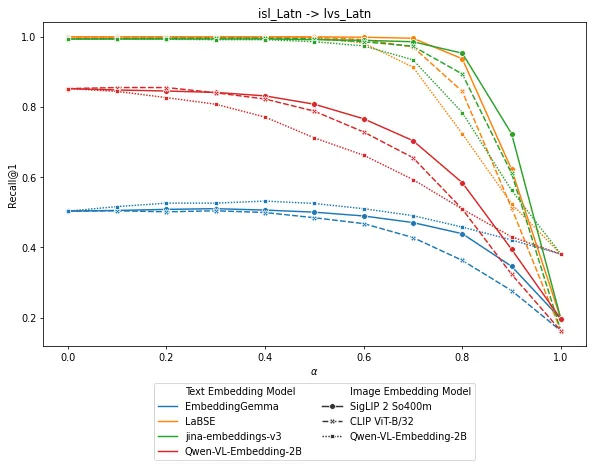 isl_Latn -> lvs_Latn
Recall@1
1.0
0.8
0.6
0.4
0.2
0.0 0.2 0.4 0.6 0.8 1.0
α
Text Embedding Model
EmbeddingGemma
LaBSE
jina-embeddings-v3
Qwen-VL-Embedding-2B
Image Embedding Model
SigLIP 2 So400m
CLIP ViT-B/32
Qwen-VL-Embedding-2B